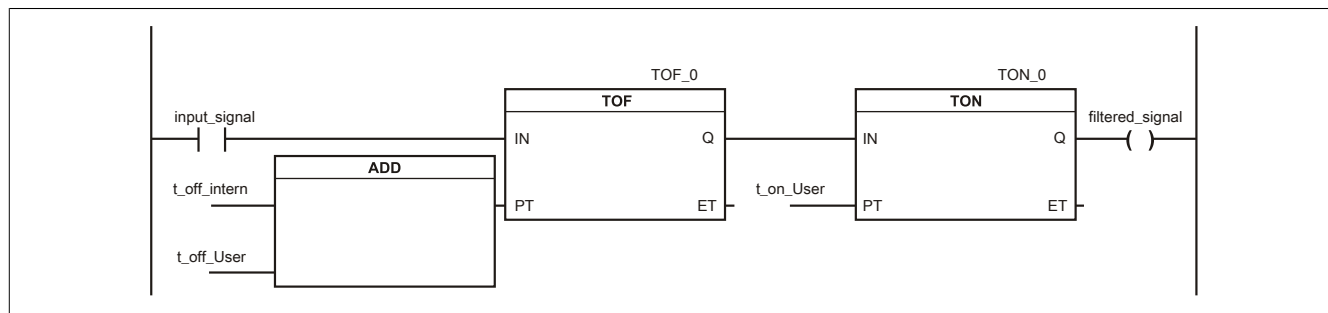 TOF_0
TON_0
TOF
TON
input_signal
filtered_signal
IN
Q
IN
Q
ADD
t_off_intern
t_on_User
PT
ET
PT
ET
t_off_User